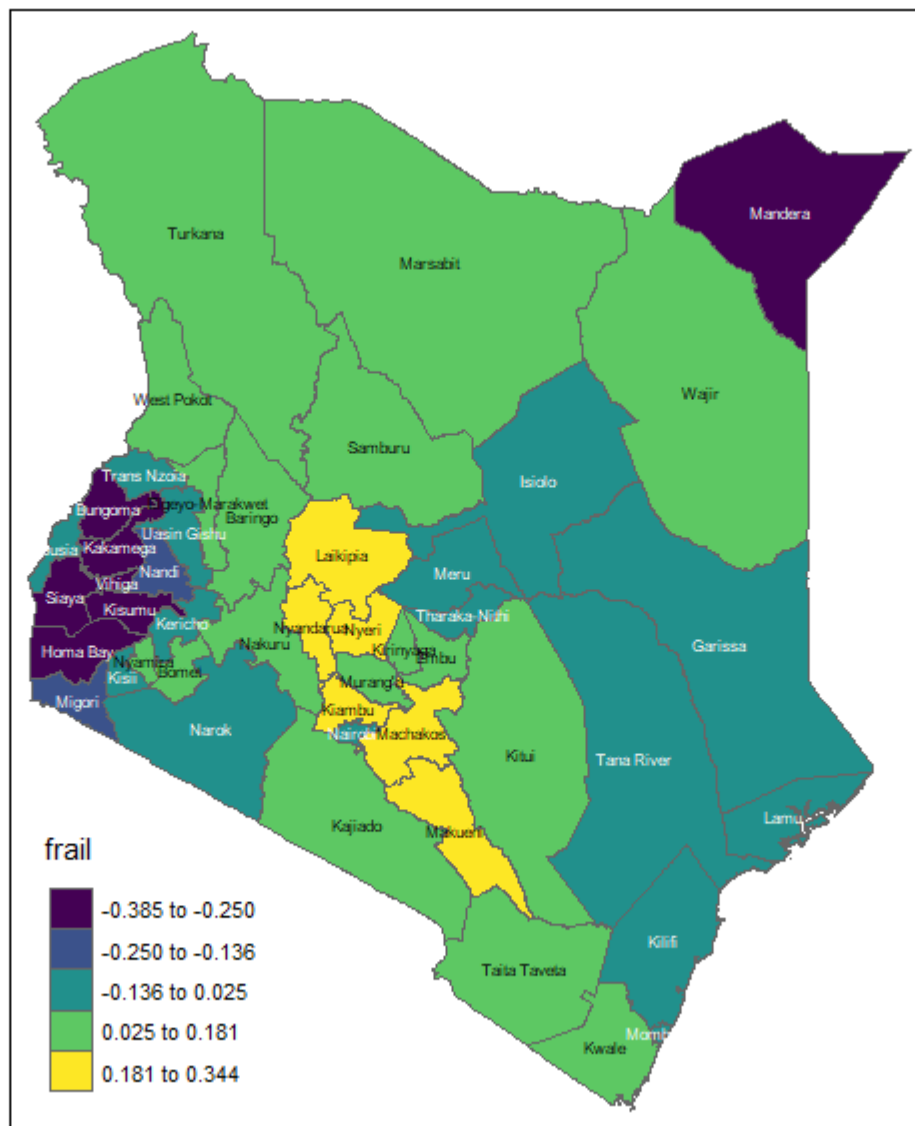 Mandera
Turkana
Marsabit
Wajir
West Pokot
Samburu
Trans Nzoia
Isiolo
Elgeyo-Marakwet
Bungoma
Baringo
Uasin Gishu
Kakamega
usia
Laikipia
Nandi
Meru
Vihiga
Siaya
Kisumu
Tharaka-Nithi
Kericho
Nyandarua
Nyeri
Nakuru
Kirinyaga
Embu
Garissa
Homa Bay
Nyamira
Bomet
Kisii
Murang'a
Migori
Kiambu
Narok
Nairobi
Machakos
Kitui
Tana River
Lamu
Kajiado
Makueni
frail
-0.385 to -0.250
-0.250 to -0.136
-0.136 to 0.025
0.025 to 0.181
0.181 to 0.344
Kilifi
Taita Taveta
Momb
Kwale